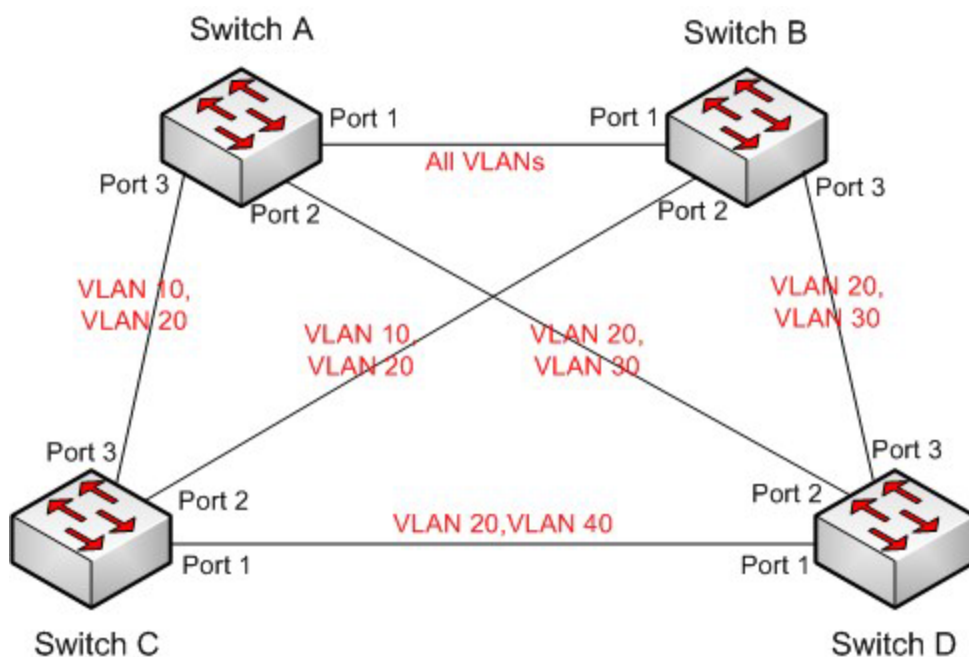 Switch A
Switch B
Port 1
Port 1
All VLANs
Port 3
Port 2
Port 2
Port 3
VLAN 10,
VLAN 20
VLAN 10,
VLAN 20
VLAN 20,
VLAN 30
VLAN 20,
VLAN 30
Port 3
Port 2
Port 2
Port 3
VLAN 20,VLAN 40
Port 1
Port 1
Switch C
Switch D